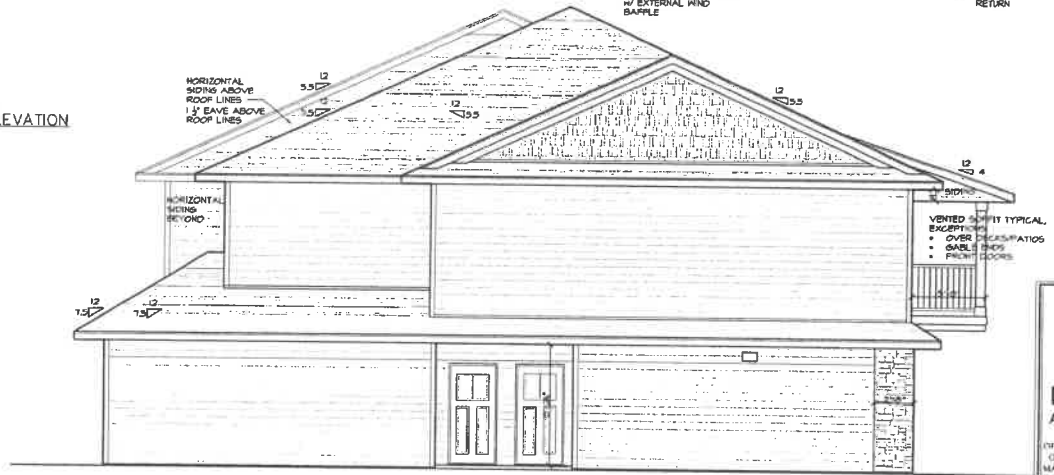 W/ EXTERNAL WIND
BAFFLE
RETURN
EVATION
HORIZONTAL
SIDING ABOVE
ROOF LINES
1 1/2' EAVE ABOVE
ROOF LINES
12
5.5
12
5.5
12
5.5
12
5.5
12
4
SIDING
HORIZONTAL
SIDING
BEYOND
VENTED SOFFIT TYPICAL,
EXCEPTIONS
• OVER DECKS/PATIOS
• GABLE ENDS
• FRONT DOORS
12
7.5
12
7.5